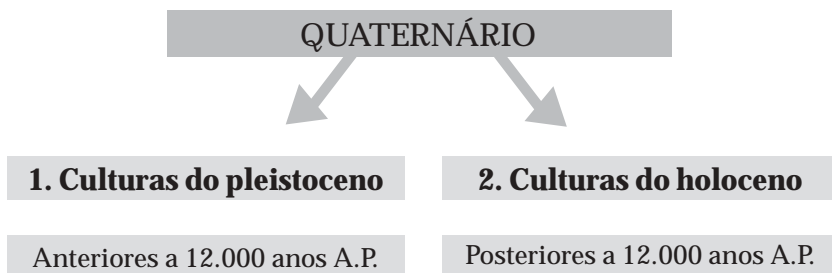 QUATERNÁRIO
1. Culturas do pleistoceno
Anteriores a 12.000 anos A.P.
2. Culturas do holoceno
Posteriores a 12.000 anos A.P.